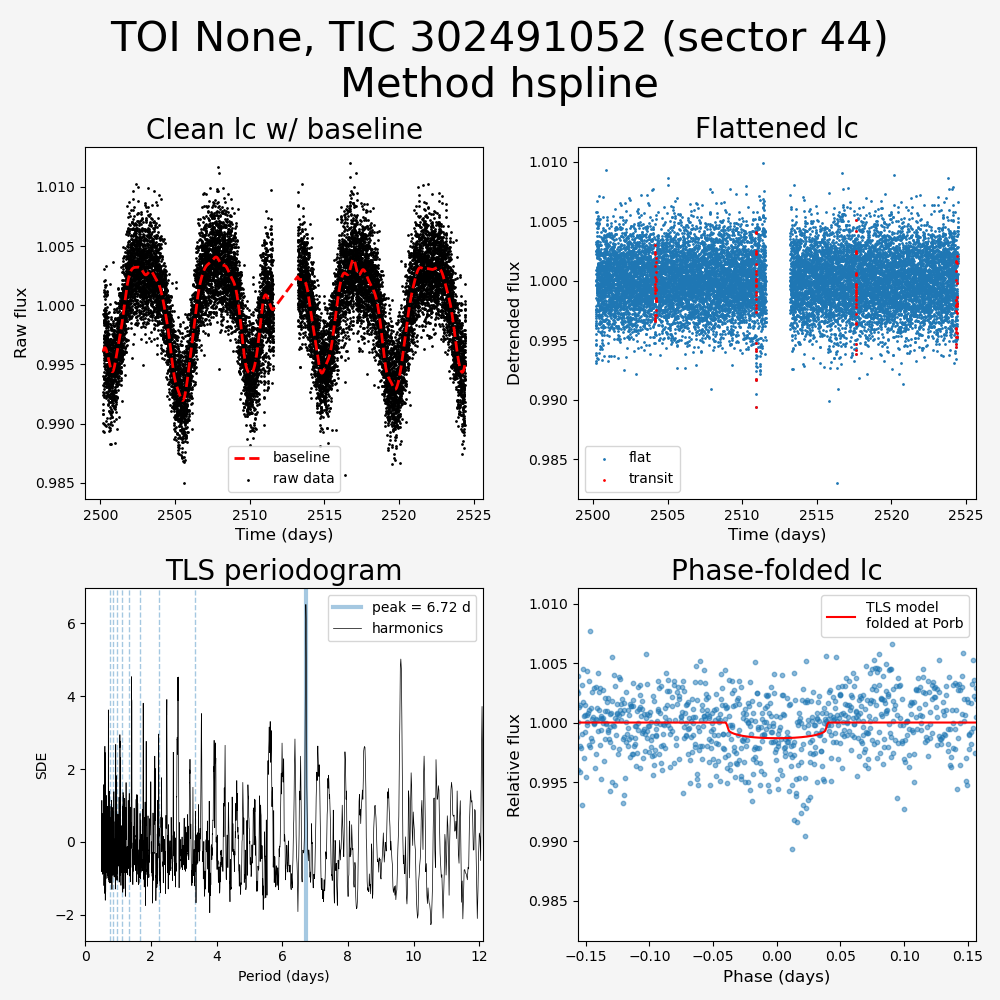 TOI None, TIC 302491052 (sector 44)
Method hspline
Clean lc w/ baseline
Raw flux
1.010
1.005
1.000
0.995
0.990
0.985
baseline
raw data
2500
2505
2510
2515
2520
2525
Time (days)
Flattened lc
Detrended flux
1.010
1.005
1.000
0.995
0.990
0.985
flat
transit
2500
2505
2510
2515
2520
2525
Time (days)
TLS periodogram
SDE
6
4
2
0
−2
peak = 6.72 d
harmonics
0
2
4
6
8
10
12
Period (days)
Phase-folded lc
Relative flux
1.010
1.005
1.000
0.995
0.990
0.985
TLS model
folded at Porb
−0.15
−0.10
−0.05
0.00
0.05
0.10
0.15
Phase (days)